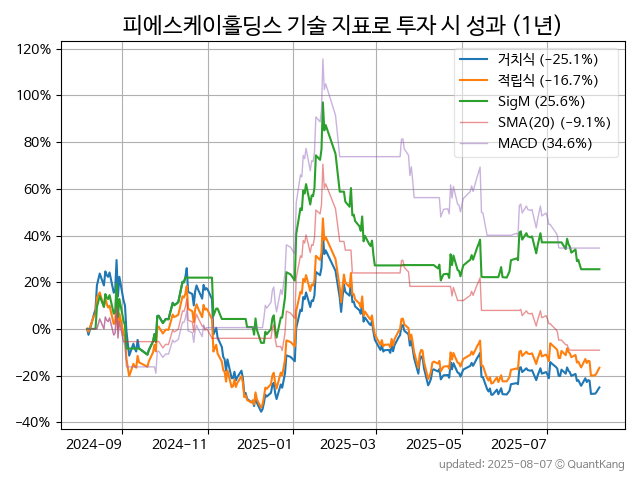 피에스케이홀딩스 기술 지표로 투자 시 성과 (1년)
120%
100%
80%
60%
40%
20%
0%
−20%
−40%
거치식 (−25.1%)
적립식 (−16.7%)
SigM (25.6%)
SMA(20) (−9.1%)
MACD (34.6%)
2024-09
2024-11
2025-01
2025-03
2025-05
2025-07
updated: 2025-08-07 © QuantKang